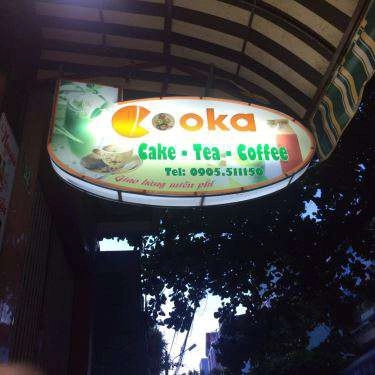 Cooka
Cake - Tea - Coffee
Tel: 0905.511150
Giao hàng miễn phí